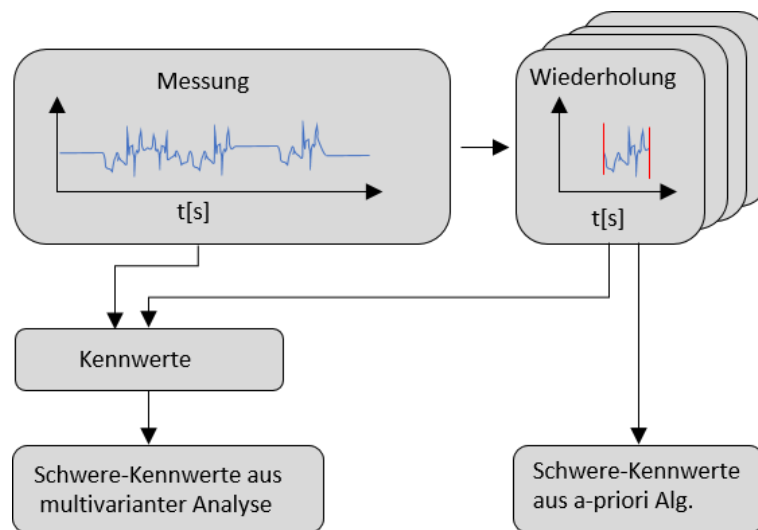 Messung
t[s]
Wiederholung
t[s]
Kennwerte
Schwere-Kennwerte aus
multivarianter Analyse
Schwere-Kennwerte
aus a-priori Alg.